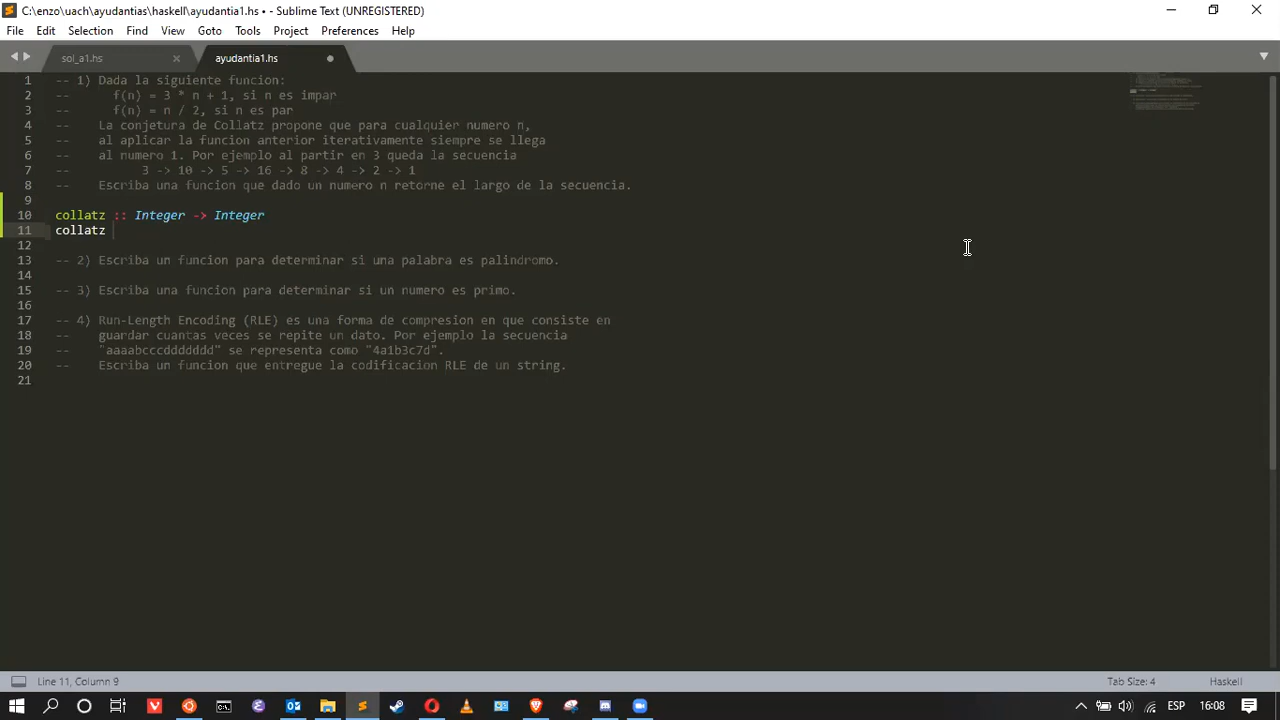 C:\enzo\uach\ayudantias\haskell\ayudantia1.hs • - Sublime Text (UNREGISTERED)
File Edit Selection Find View Goto Tools Project Preferences Help
sol_a1.hs ayudantia1.hs
1 -- 1) Dada la siguiente funcion:
2 -- f(n) = 3 * n + 1, si n es impar
3 -- f(n) = n / 2, si n es par
4 -- La conjetura de Collatz propone que para cualquier numero n,
5 -- al aplicar la funcion anterior iterativamente siempre se llega
6 -- al numero 1. Por ejemplo al partir en 3 queda la secuencia
7 -- 3 -> 10 -> 5 -> 16 -> 8 -> 4 -> 2 -> 1
8 -- Escriba una funcion que dado un numero n retorne el largo de la secuencia.
9
10 collatz :: Integer -> Integer
11 collatz
12
13 -- 2) Escriba un funcion para determinar si una palabra es palindromo.
14
15 -- 3) Escriba una funcion para determinar si un numero es primo.
16
17 -- 4) Run-Length Encoding (RLE) es una forma de compresion en que consiste en
18 -- guardar cuantas veces se repite un dato. Por ejemplo la secuencia
19 -- "aaaabcccddddddd" se representa como "4a1b3c7d".
20 -- Escriba un funcion que entregue la codificacion RLE de un string.
21
Line 11, Column 9 Tab Size: 4 Haskell
ESP 16:08